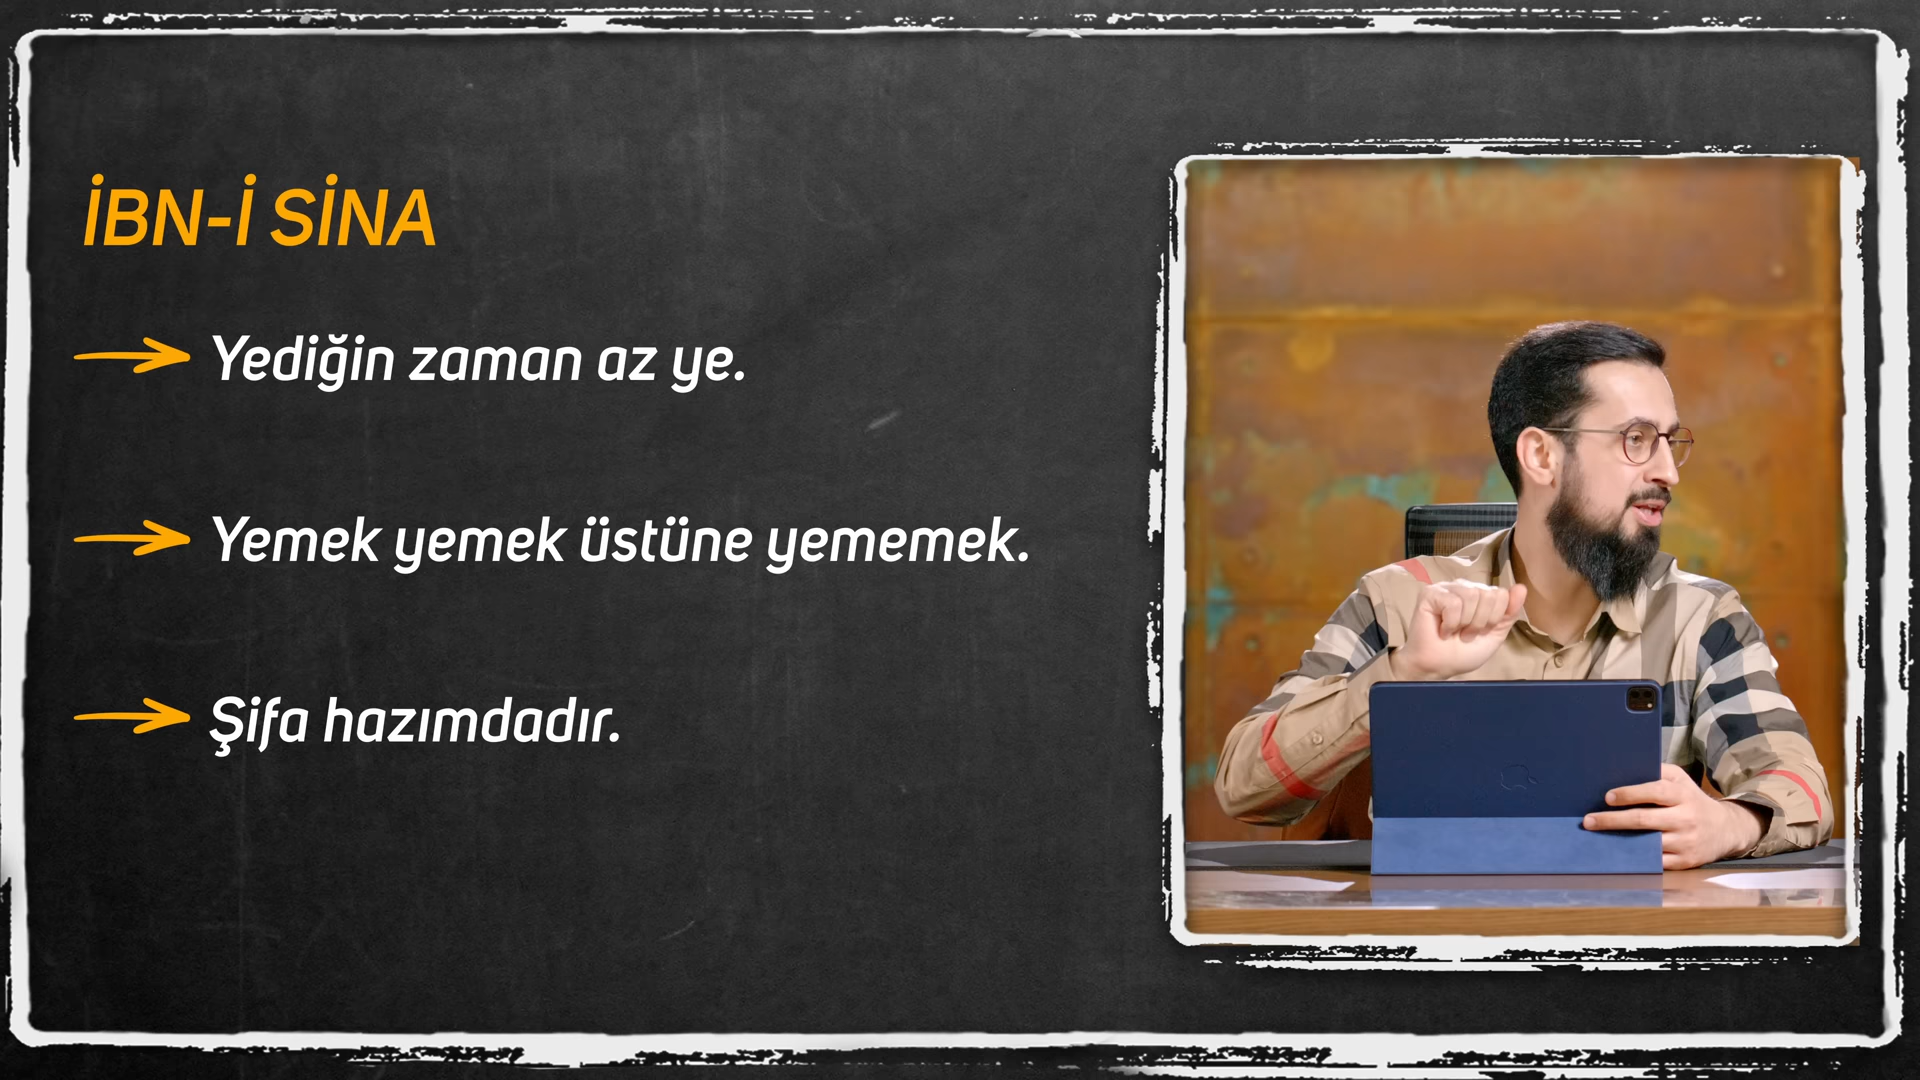 İBN-İ SİNA
Yediğin zaman az ye.
Yemek yemek üstüne yememek.
Şifa hazımdadır.